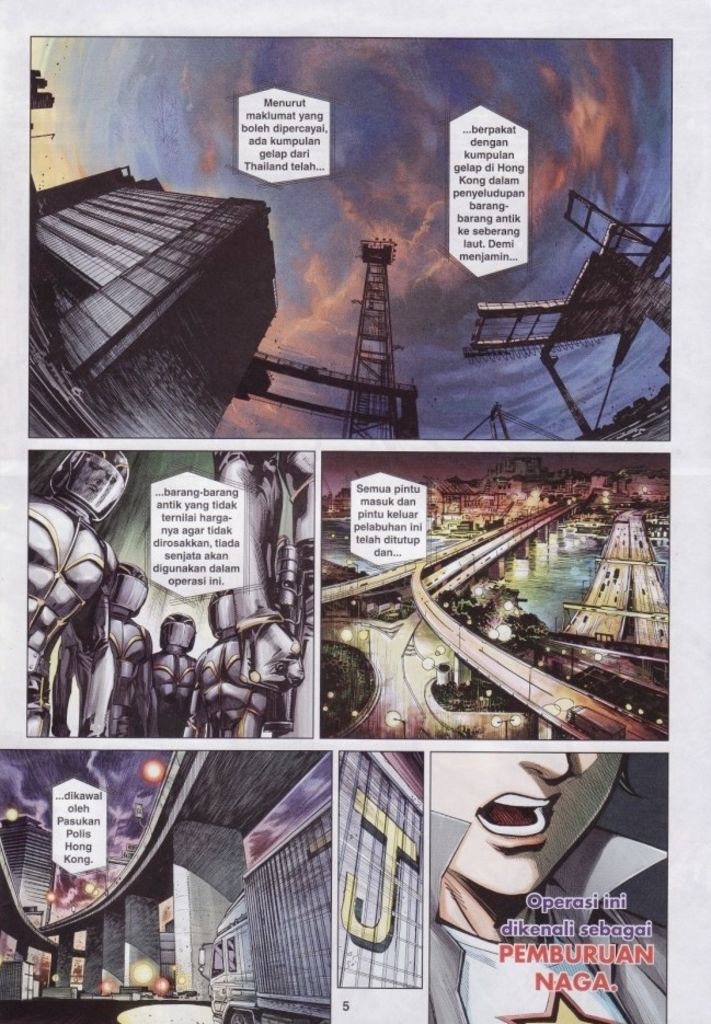 Menurut
maklumat yang
boleh dipercayai,
ada kumpulan
gelap dari
Thailand telah...
...berpakat
dengan
kumpulan
gelap di Hong
Kong dalam
penyeludupan
barang-
barang antik
ke seberang
laut. Demi
menjamin...
...barang-barang
antik yang tidak
ternilai harga-
nya agar tidak
dirosakkan, tiada
senjata akan
digunakan dalam
operasi ini.
Semua pintu
masuk dan
pintu keluar
pelabuhan ini
telah ditutup
dan...
...dikawal
oleh
Pasukan
Polis
Hong
Kong.
J
Operasi ini
dikenali sebagai
PEMBURUAN
NAGA.
5